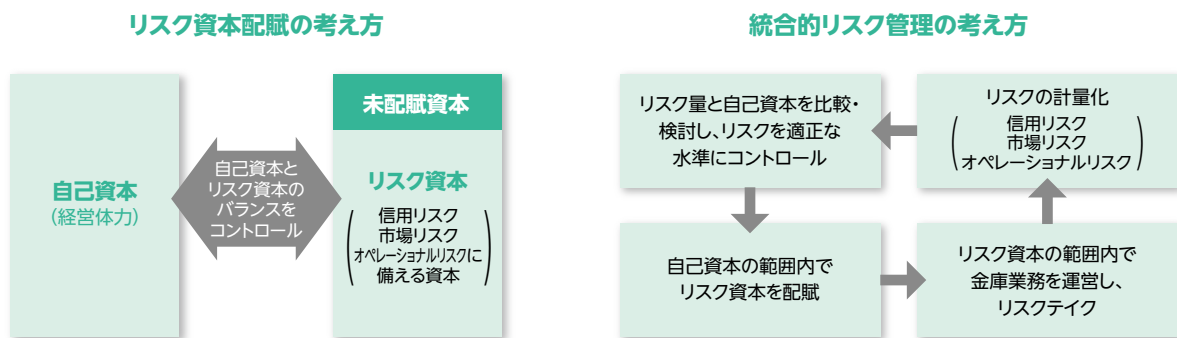 リスク資本配賦の考え方
自己資本
(経営体力)
自己資本と
リスク資本の
バランスを
コントロール
未配賦資本
リスク資本
信用リスク
市場リスク
オペレーショナルリスクに
備える資本
統合的リスク管理の考え方
リスク量と自己資本を比較・
検討し、リスクを適正な
水準にコントロール
リスクの計量化
信用リスク
市場リスク
オペレーショナルリスク
自己資本の範囲内で
リスク資本を配賦
リスク資本の範囲内で
金庫業務を運営し、
リスクテイク